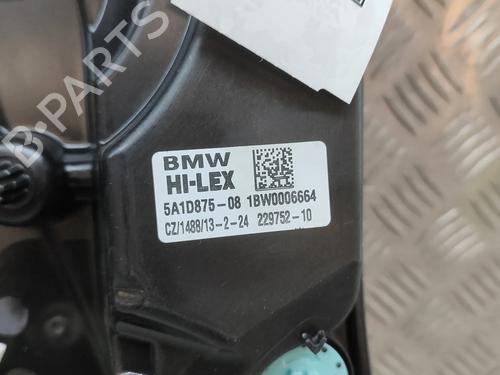 B-PARTS
BMW
HI-LEX
5A1D875-08 1BW0006664
CZ/1488/13-2-24 229752-10